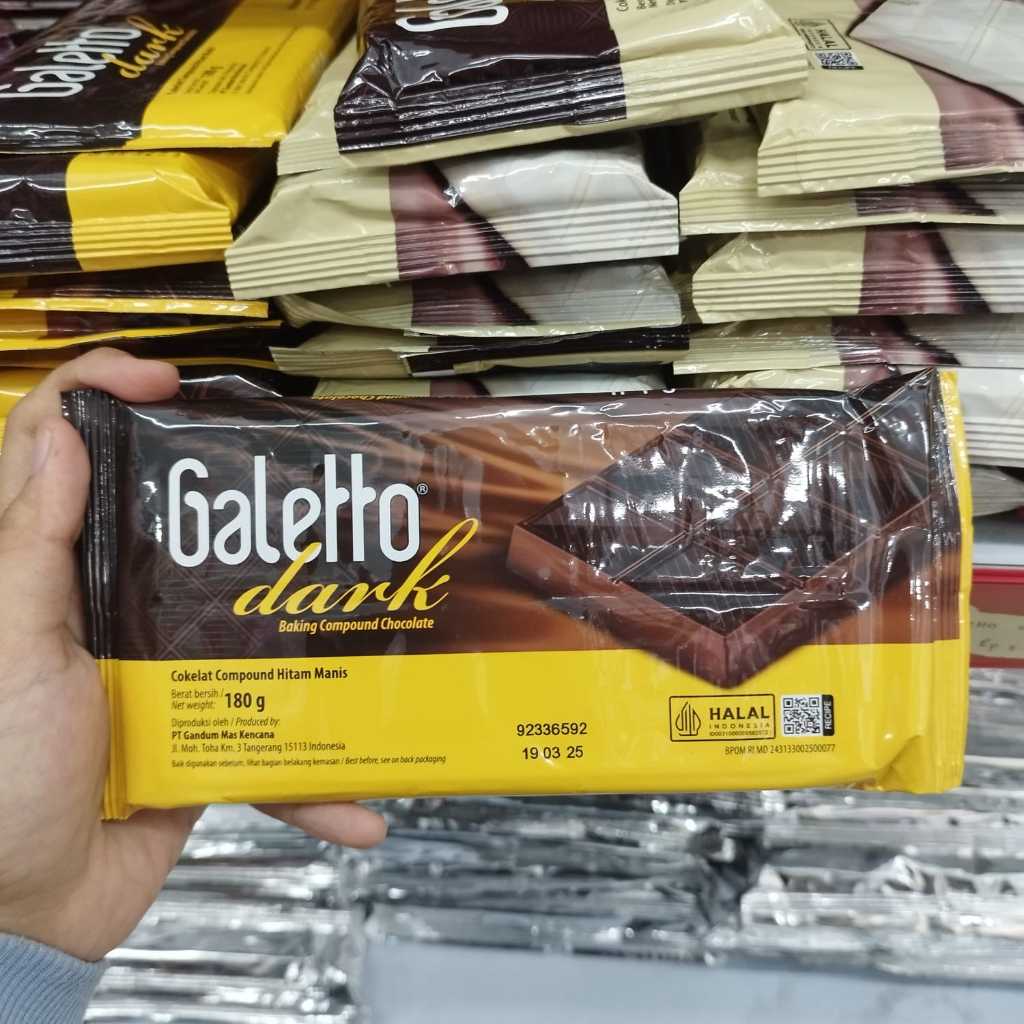 Galetto
dark
HALAL
INDONESIA
Galetto®
dark
Baking Compound Chocolate
Cokelat Compound Hitam Manis
Berat bersih /
Net weight: 180 g
Diproduksi oleh / Produced by:
PT Gandum Mas Kencana
Jl. Moh. Toha Km. 3 Tangerang 15113 Indonesia
Baik digunakan sebelum, lihat bagian belakang kemasan / Best before, see on back packaging
92336592
19 03 25
HALAL
INDONESIA
RECIPE
BPOM RI MD 243133002500077